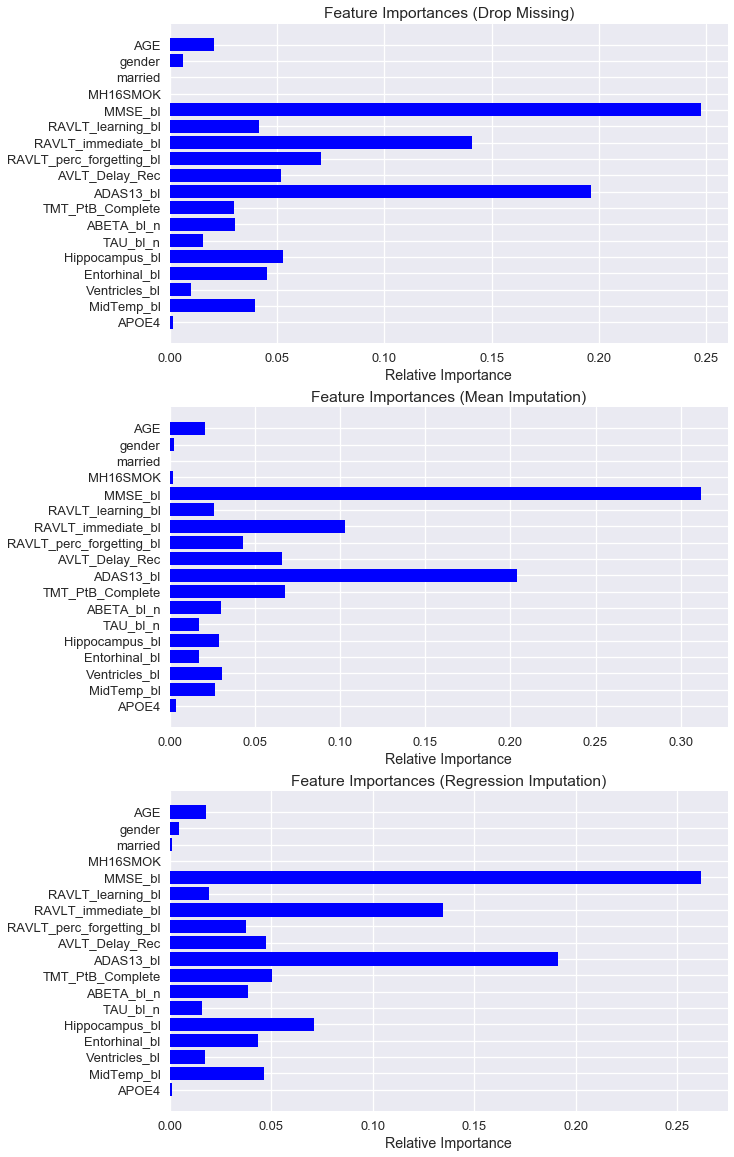 Feature Importances (Drop Missing)
AGE
gender
married
MH16SMOK
MMSE_bl
RAVLT_learning_bl
RAVLT_immediate_bl
RAVLT_perc_forgetting_bl
AVLT_Delay_Rec
ADAS13_bl
TMT_PtB_Complete
ABETA_bl_n
TAU_bl_n
Hippocampus_bl
Entorhinal_bl
Ventricles_bl
MidTemp_bl
APOE4
0.00 0.05 0.10 0.15 0.20 0.25
Relative Importance
Feature Importances (Mean Imputation)
AGE
gender
married
MH16SMOK
MMSE_bl
RAVLT_learning_bl
RAVLT_immediate_bl
RAVLT_perc_forgetting_bl
AVLT_Delay_Rec
ADAS13_bl
TMT_PtB_Complete
ABETA_bl_n
TAU_bl_n
Hippocampus_bl
Entorhinal_bl
Ventricles_bl
MidTemp_bl
APOE4
0.00 0.05 0.10 0.15 0.20 0.25 0.30
Relative Importance
Feature Importances (Regression Imputation)
AGE
gender
married
MH16SMOK
MMSE_bl
RAVLT_learning_bl
RAVLT_immediate_bl
RAVLT_perc_forgetting_bl
AVLT_Delay_Rec
ADAS13_bl
TMT_PtB_Complete
ABETA_bl_n
TAU_bl_n
Hippocampus_bl
Entorhinal_bl
Ventricles_bl
MidTemp_bl
APOE4
0.00 0.05 0.10 0.15 0.20 0.25
Relative Importance